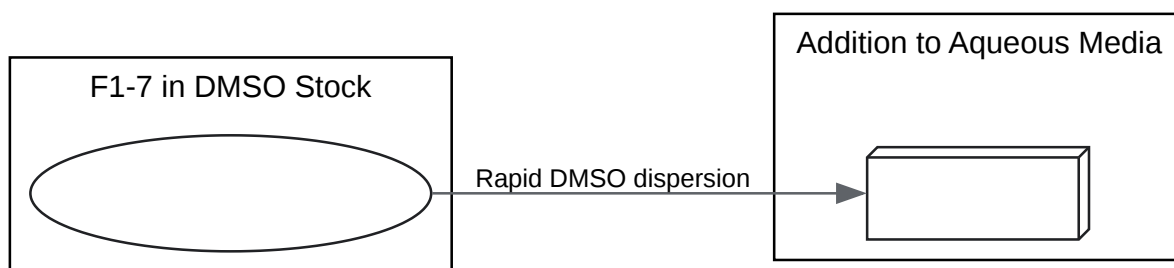 F1-7 in DMSO Stock
Rapid DMSO dispersion
Addition to Aqueous Media